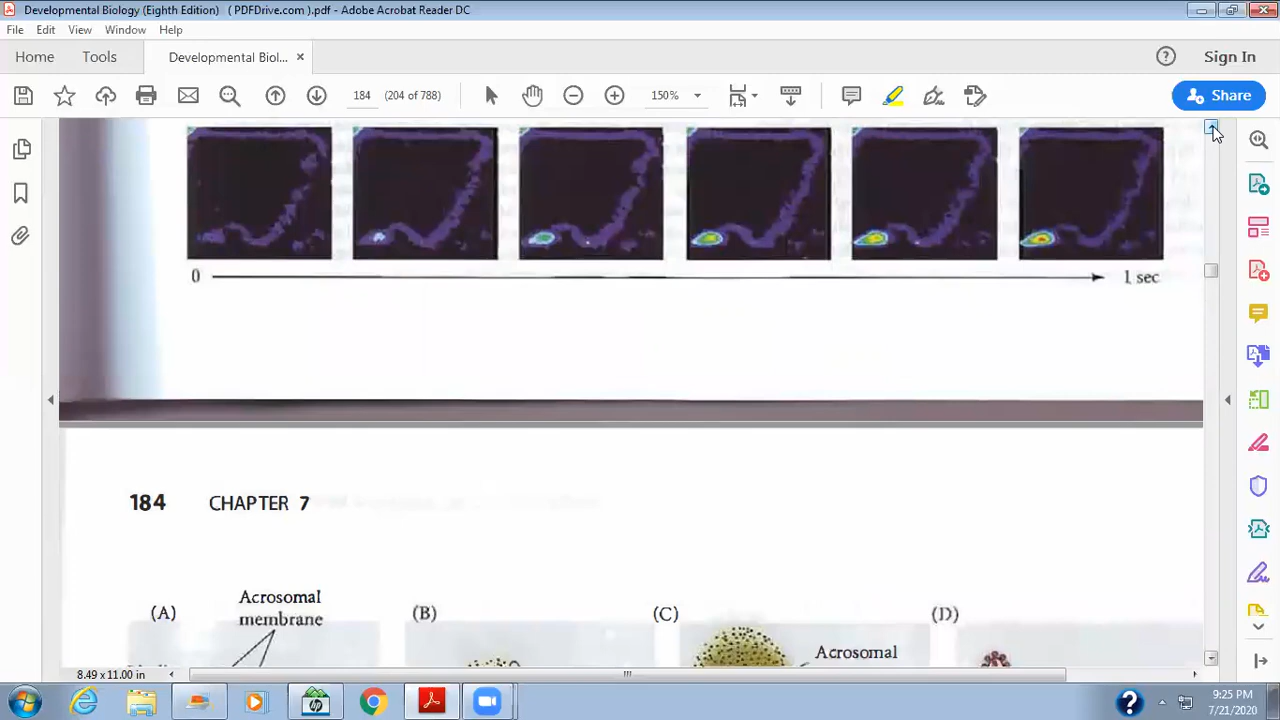 Developmental Biology (Eighth Edition) ( PDFDrive.com ).pdf - Adobe Acrobat Reader DC
File Edit View Window Help
Home Tools Developmental Biol... × Sign In
184 (204 of 788) 150% Share
0 1 sec
184 CHAPTER 7
(A) Acrosomal membrane (B) (C) Acrosomal (D)
8.49 x 11.00 in
9:25 PM
7/21/2020